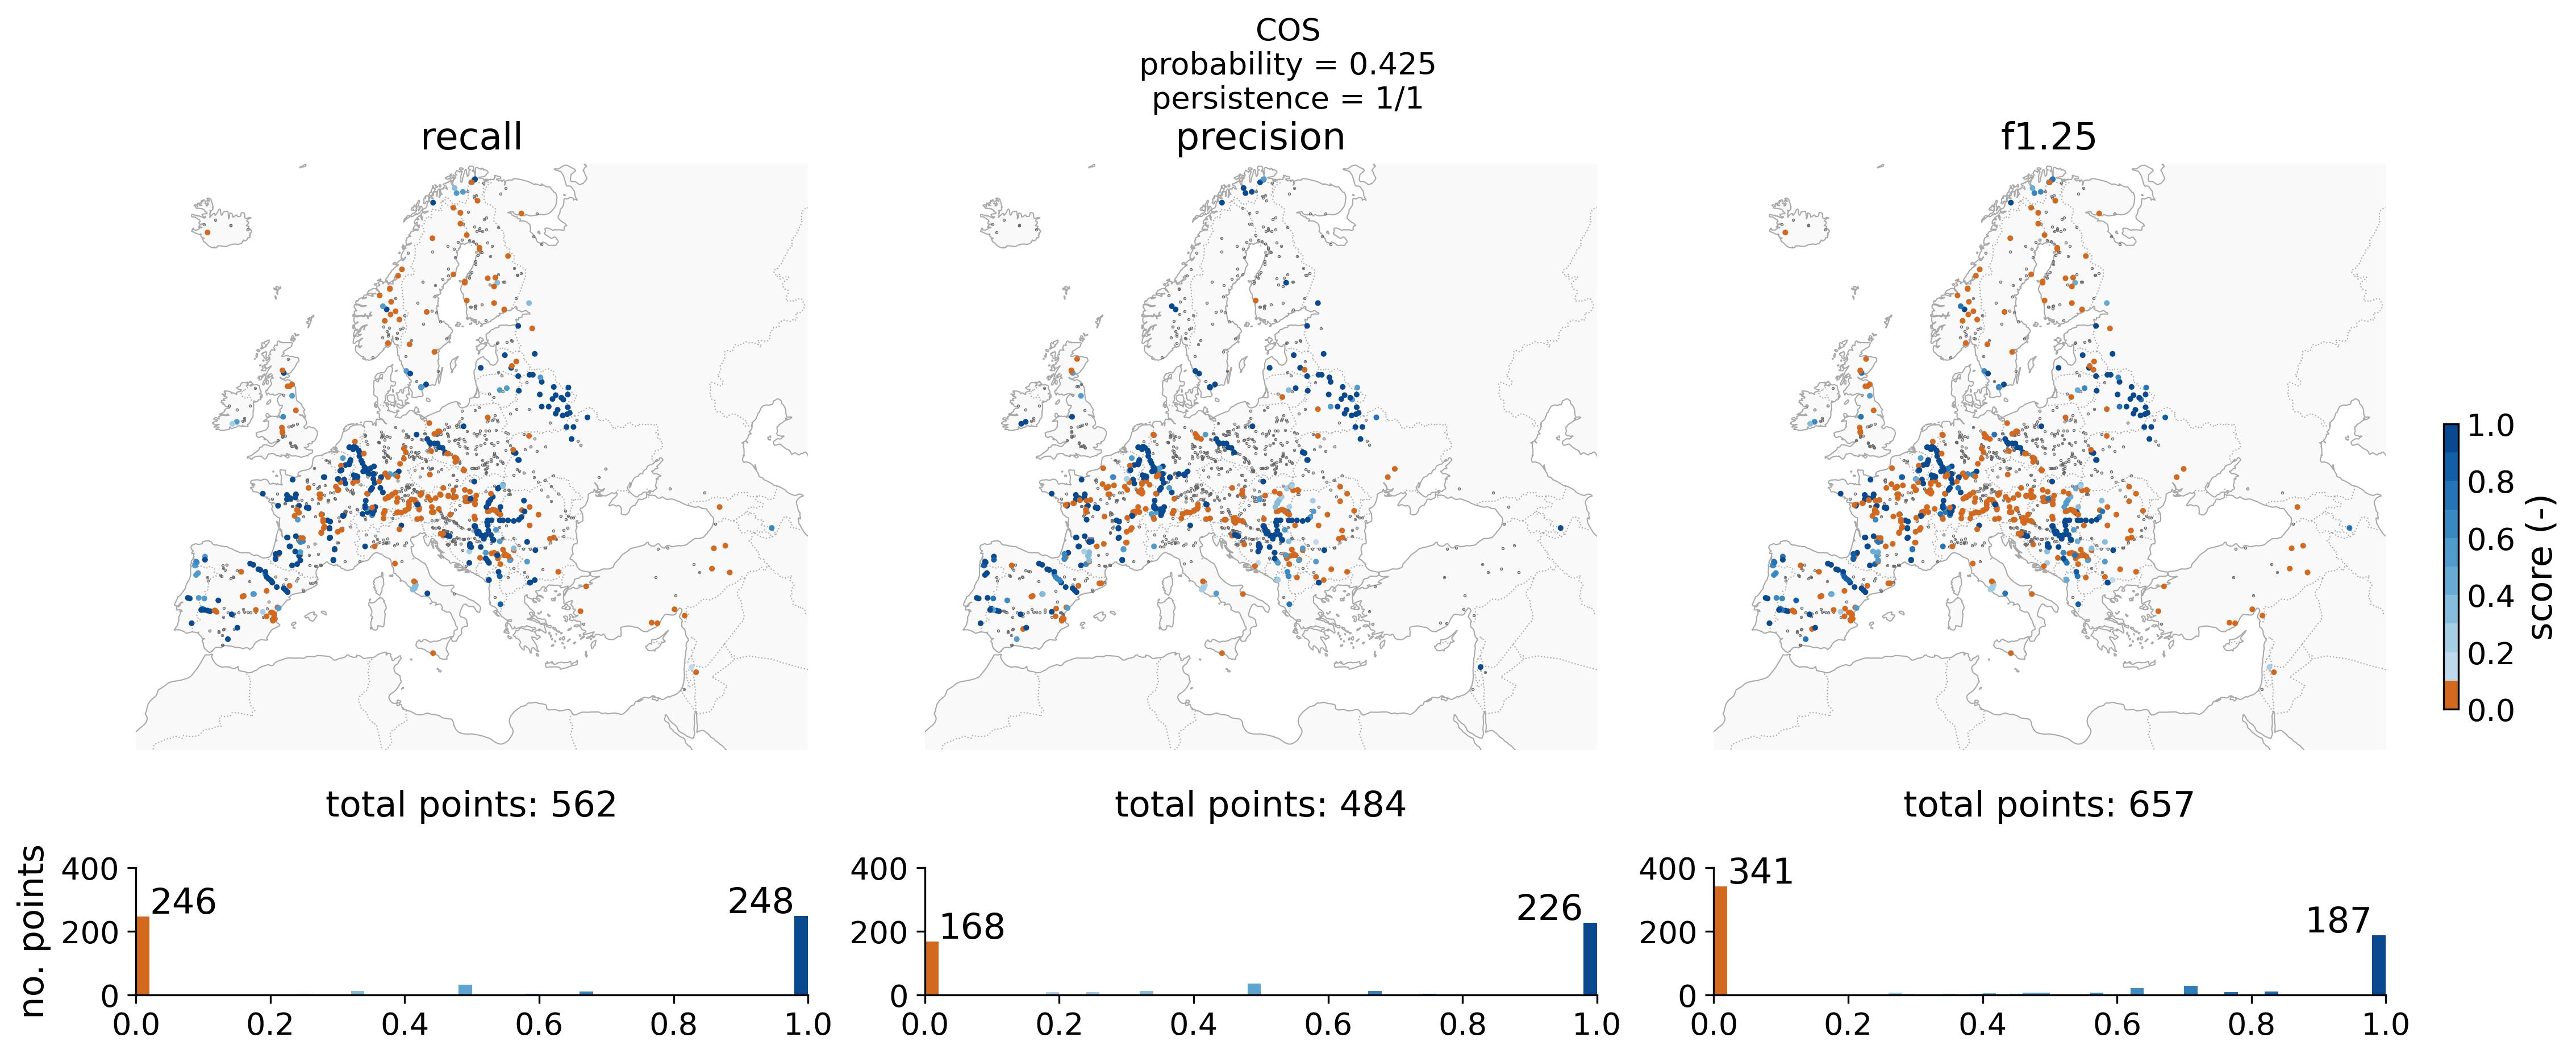 COS
probability = 0.425
persistence = 1/1
recall
precision
f1.25
1.0
0.8
0.6
0.4
0.2
0.0
score (-)
total points: 562
total points: 484
total points: 657
no. points
400
200
0
246
248
0.0 0.2 0.4 0.6 0.8 1.0
400
200
0
168
226
0.0 0.2 0.4 0.6 0.8 1.0
400
200
0
341
187
0.0 0.2 0.4 0.6 0.8 1.0